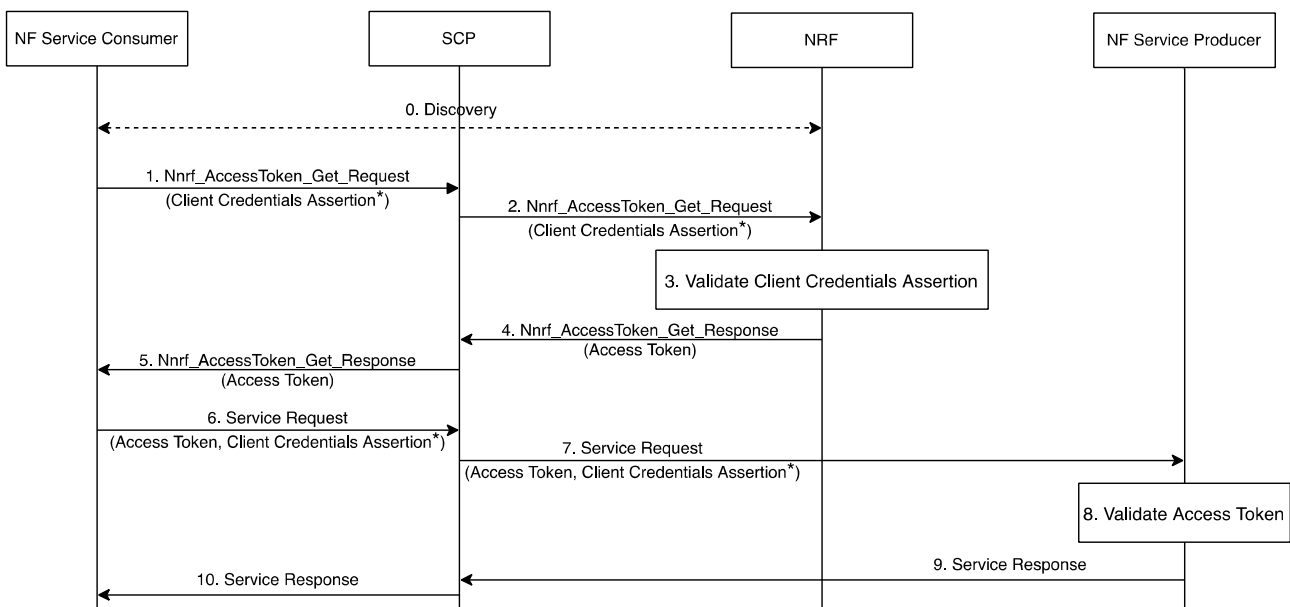 NF Service Consumer
SCP
NRF
NF Service Producer
0. Discovery
1. Nnrf_AccessToken_Get_Request
(Client Credentials Assertion*)
2. Nnrf_AccessToken_Get_Request
(Client Credentials Assertion*)
3. Validate Client Credentials Assertion
4. Nnrf_AccessToken_Get_Response
(Access Token)
5. Nnrf_AccessToken_Get_Response
(Access Token)
6. Service Request
(Access Token, Client Credentials Assertion*)
7. Service Request
(Access Token, Client Credentials Assertion*)
8. Validate Access Token
9. Service Response
10. Service Response